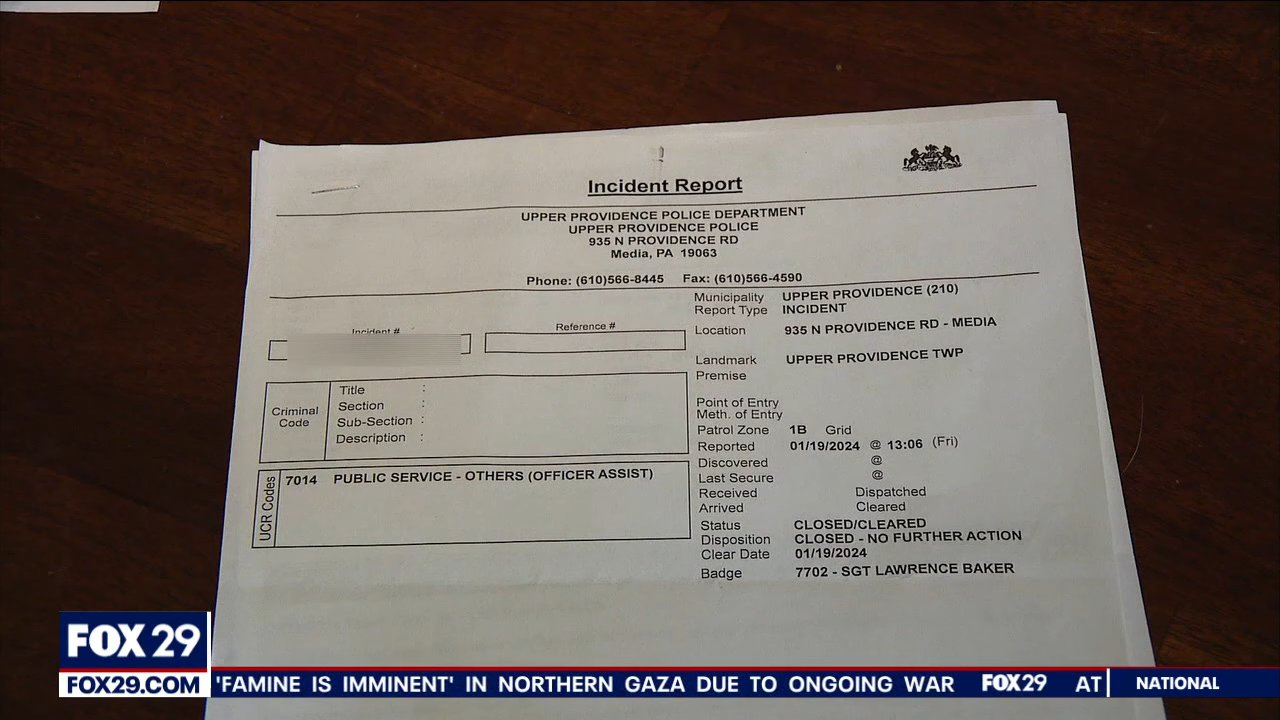 Incident Report
UPPER PROVIDENCE POLICE DEPARTMENT
UPPER PROVIDENCE POLICE
935 N PROVIDENCE RD
Media, PA 19063
Phone: (610)566-8445 Fax: (610)566-4590
Incident #
Reference #
Criminal Code
Title :
Section :
Sub-Section :
Description :
UCR Codes
7014 PUBLIC SERVICE - OTHERS (OFFICER ASSIST)
Municipality UPPER PROVIDENCE (210)
Report Type INCIDENT
Location 935 N PROVIDENCE RD - MEDIA
Landmark UPPER PROVIDENCE TWP
Premise
Point of Entry
Meth. of Entry
Patrol Zone 1B Grid
Reported 01/19/2024 @ 13:06 (Fri)
Discovered @
Last Secure @
Received Dispatched
Arrived Cleared
Status CLOSED/CLEARED
Disposition CLOSED - NO FURTHER ACTION
Clear Date 01/19/2024
Badge 7702 - SGT LAWRENCE BAKER
FOX 29
FOX29.COM 'FAMINE IS IMMINENT' IN NORTHERN GAZA DUE TO ONGOING WAR FOX29 AT NATIONAL